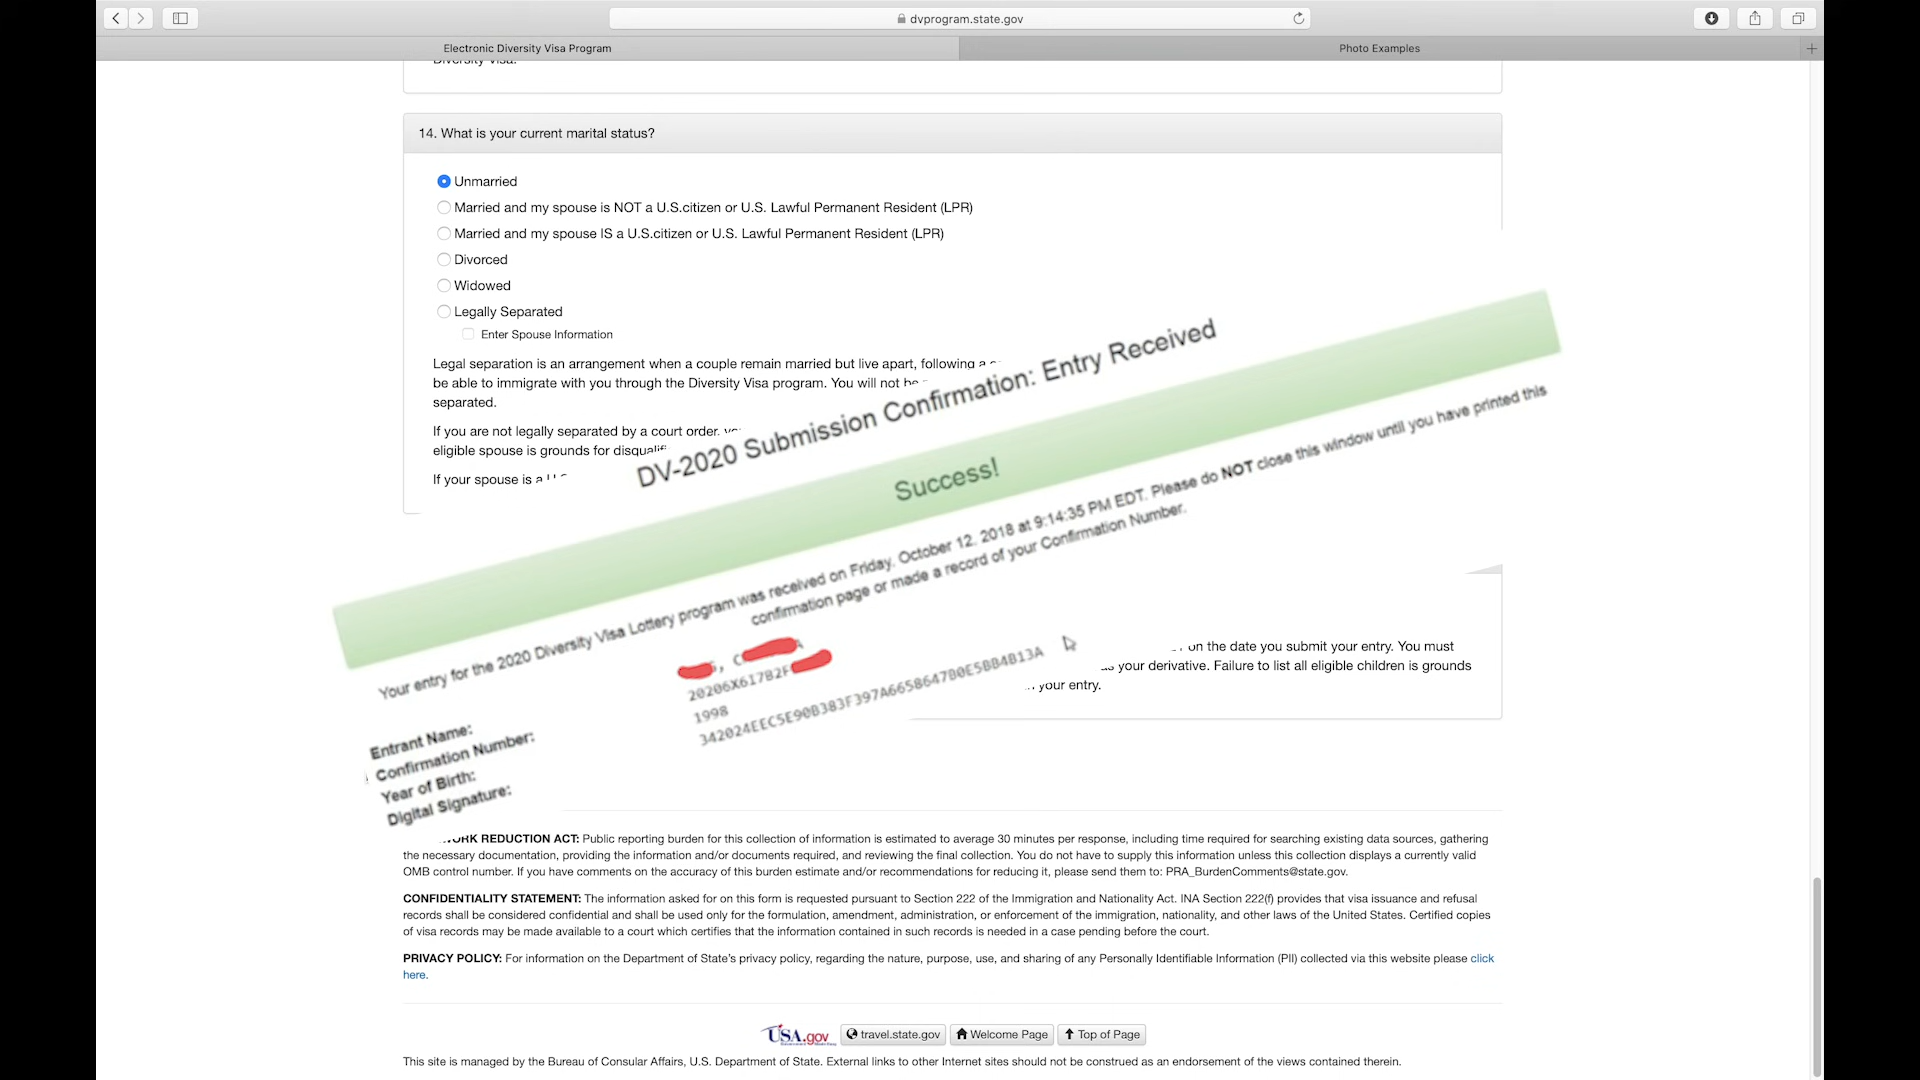 dvprogram.state.gov
Electronic Diversity Visa Program
Photo Examples
Diversity Visa.
14. What is your current marital status?
Unmarried
Married and my spouse is NOT a U.S.citizen or U.S. Lawful Permanent Resident (LPR)
Married and my spouse IS a U.S.citizen or U.S. Lawful Permanent Resident (LPR)
Divorced
Widowed
Legally Separated
Enter Spouse Information
Legal separation is an arrangement when a couple remain married but live apart, following a
be able to immigrate with you through the Diversity Visa program. You will not be
separated.
If you are not legally separated by a court order,
eligible spouse is grounds for
If your spouse is a
DV-2020 Submission Confirmation: Entry Received
Success!
Your entry for the 2020 Diversity Visa Lottery program was received on Friday, October 12, 2018 at 9:14:35 PM EDT. Please do NOT close this window until you have printed this
confirmation page or made a record of your Confirmation Number.
Entrant Name:
Confirmation Number: 20206X617B2F
Year of Birth: 1998
Digital Signature: 342024EEC5E90B383F397A6658647B0E5BB4B13A
on the date you submit your entry. You must
your derivative. Failure to list all eligible children is grounds
your entry.
REDUCTION ACT: Public reporting burden for this collection of information is estimated to average 30 minutes per response, including time required for searching existing data sources, gathering
the necessary documentation, providing the information and/or documents required, and reviewing the final collection. You do not have to supply this information unless this collection displays a currently valid
OMB control number. If you have comments on the accuracy of this burden estimate and/or recommendations for reducing it, please send them to: PRA_BurdenComments@state.gov.
CONFIDENTIALITY STATEMENT: The information asked for on this form is requested pursuant to Section 222 of the Immigration and Nationality Act. INA Section 222(f) provides that visa issuance and refusal
records shall be considered confidential and shall be used only for the formulation, amendment, administration, or enforcement of the immigration, nationality, and other laws of the United States. Certified copies
of visa records may be made available to a court which certifies that the information contained in such records is needed in a case pending before the court.
PRIVACY POLICY: For information on the Department of State's privacy policy, regarding the nature, purpose, use, and sharing of any Personally Identifiable Information (PII) collected via this website please click
here.
USA.gov travel.state.gov Welcome Page Top of Page
This site is managed by the Bureau of Consular Affairs, U.S. Department of State. External links to other Internet sites should not be construed as an endorsement of the views contained therein.